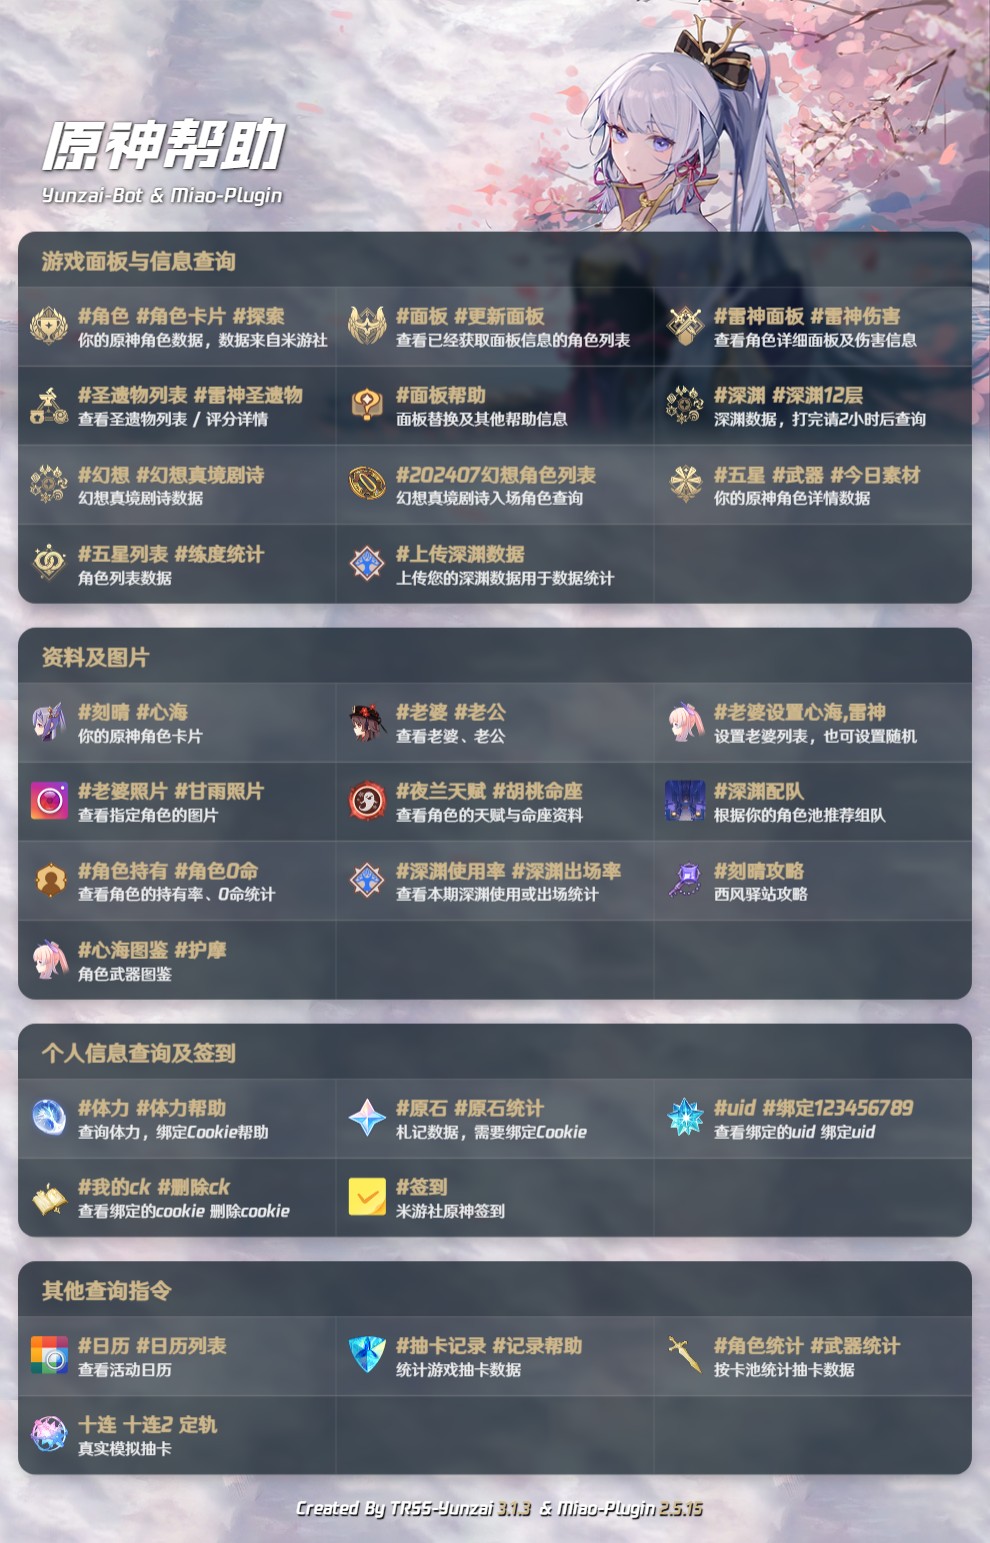 原神帮助
Yunzai-Bot & Miao-Plugin
游戏面板与信息查询
#角色 #角色卡片 #探索
你的原神角色数据，数据来自米游社
#面板 #更新面板
查看已经获取面板信息的角色列表
#雷神面板 #雷神伤害
查看角色详细面板及伤害信息
#圣遗物列表 #雷神圣遗物
查看圣遗物列表 / 评分详情
#面板帮助
面板替换及其他帮助信息
#深渊 #深渊12层
深渊数据，打完请2小时后查询
#幻想 #幻想真境剧诗
幻想真境剧诗数据
#202407幻想角色列表
幻想真境剧诗入场角色查询
#五星 #武器 #今日素材
你的原神角色详情数据
#五星列表 #练度统计
角色列表数据
#上传深渊数据
上传您的深渊数据用于数据统计
资料及图片
#刻晴 #心海
你的原神角色卡片
#老婆 #老公
查看老婆、老公
#老婆设置心海,雷神
设置老婆列表，也可设置随机
#老婆照片 #甘雨照片
查看指定角色的图片
#夜兰天赋 #胡桃命座
查看角色的天赋与命座资料
#深渊配队
根据你的角色池推荐组队
#角色持有 #角色0命
查看角色的持有率、0命统计
#深渊使用率 #深渊出场率
查看本期深渊使用或出场统计
#刻晴攻略
西风驿站攻略
#心海图鉴 #护摩
角色武器图鉴
个人信息查询及签到
#体力 #体力帮助
查询体力，绑定Cookie帮助
#原石 #原石统计
札记数据，需要绑定Cookie
#uid #绑定123456789
查看绑定的uid 绑定uid
#我的ck #删除ck
查看绑定的cookie 删除cookie
#签到
米游社原神签到
其他查询指令
#日历 #日历列表
查看活动日历
#抽卡记录 #记录帮助
统计游戏抽卡数据
#角色统计 #武器统计
按卡池统计抽卡数据
十连 十连2 定轨
真实模拟抽卡
Created By TRSS-Yunzai 3.1.3 & Miao-Plugin 2.5.15